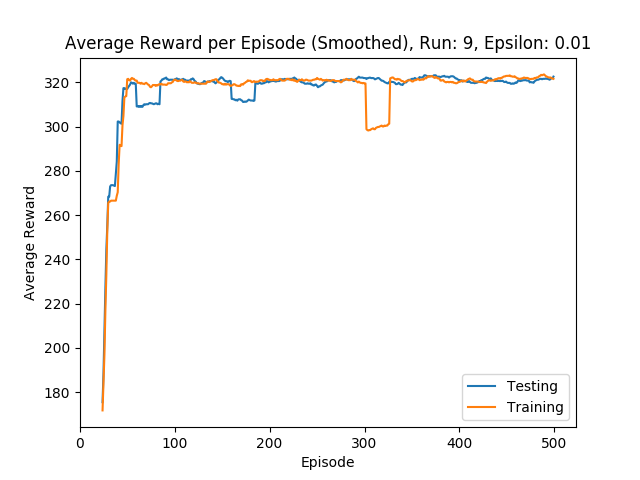 Average Reward per Episode (Smoothed), Run: 9, Epsilon: 0.01
Average Reward
320
300
280
260
240
220
200
180
0 100 200 300 400 500
Episode
Testing
Training